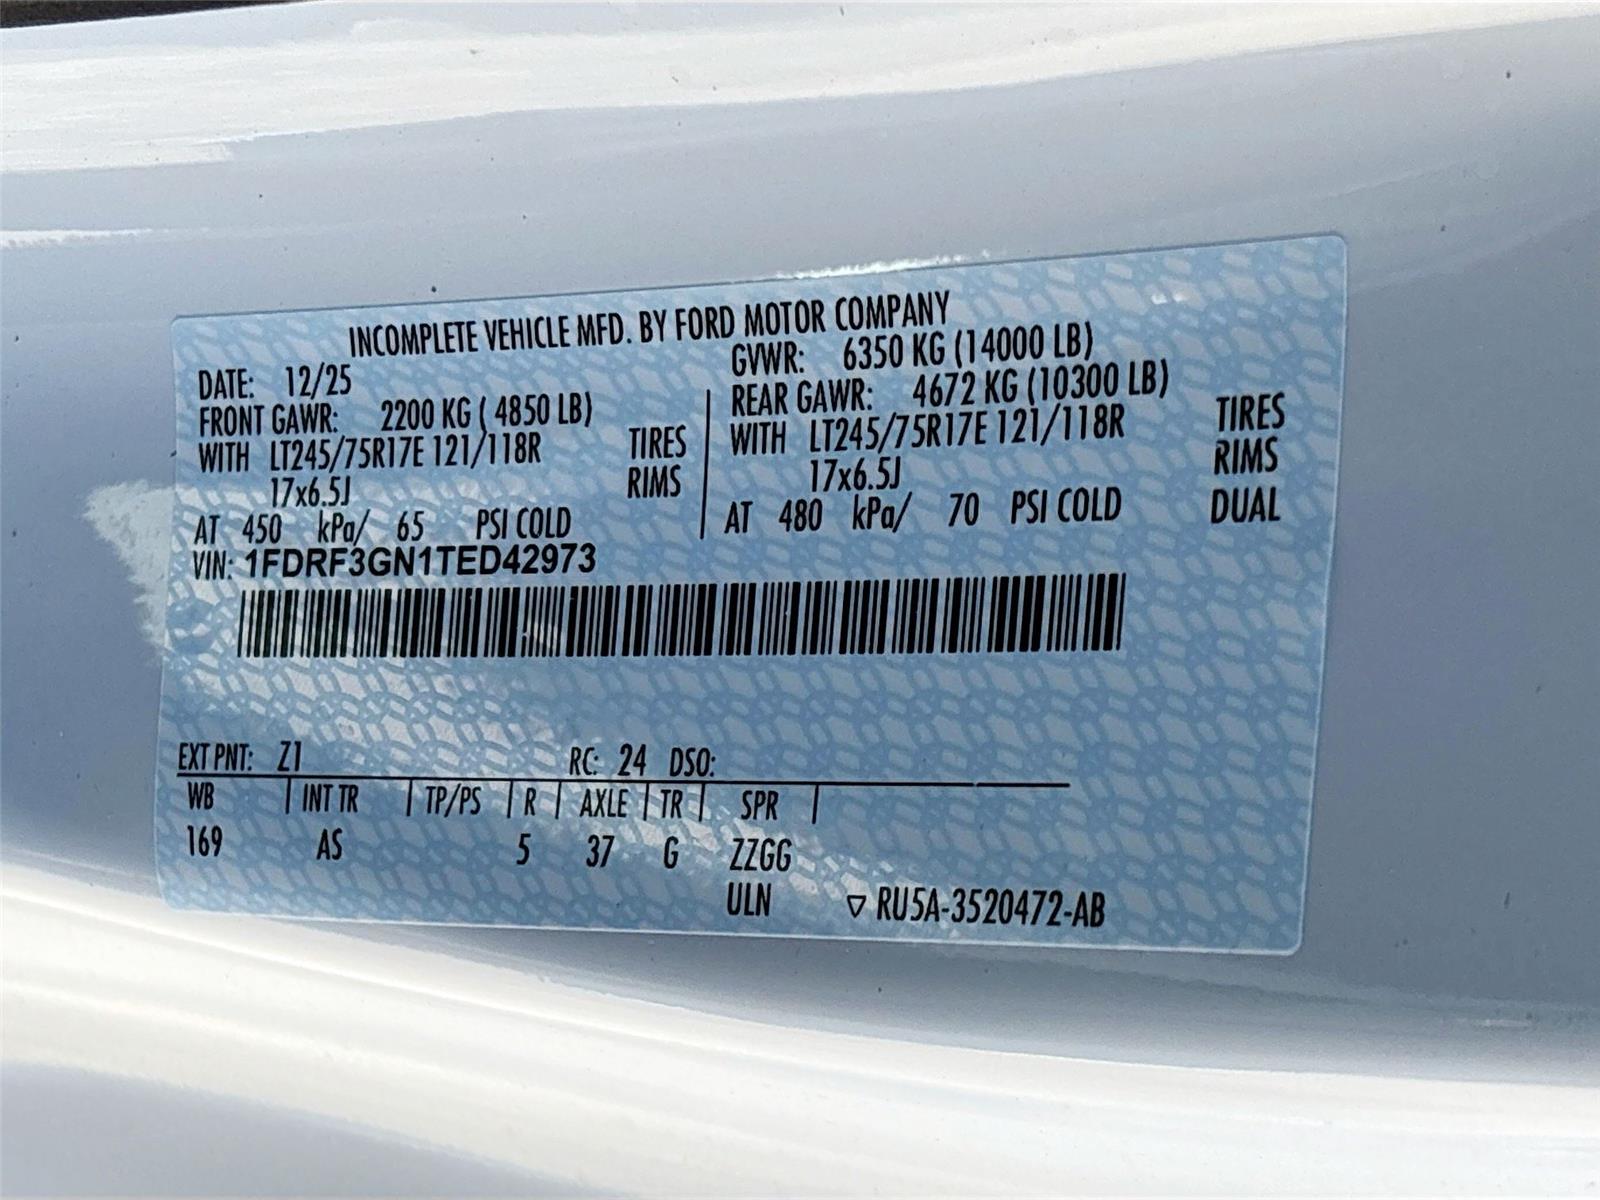 INCOMPLETE VEHICLE MFD. BY FORD MOTOR COMPANY
DATE: 12/25 GVWR: 6350 KG (14000 LB)
FRONT GAWR: 2200 KG ( 4850 LB) REAR GAWR: 4672 KG (10300 LB)
WITH LT245/75R17E 121/118R TIRES WITH LT245/75R17E 121/118R TIRES
17x6.5J RIMS 17x6.5J RIMS
AT 450 kPa/ 65 PSI COLD AT 480 kPa/ 70 PSI COLD DUAL
VIN: 1FDRF3GN1TED42973
EXT PNT: Z1 RC: 24 DSO:
WB INT TR TP/PS R AXLE TR SPR
169 AS 5 37 G ZZGG
ULN ▽ RU5A-3520472-AB